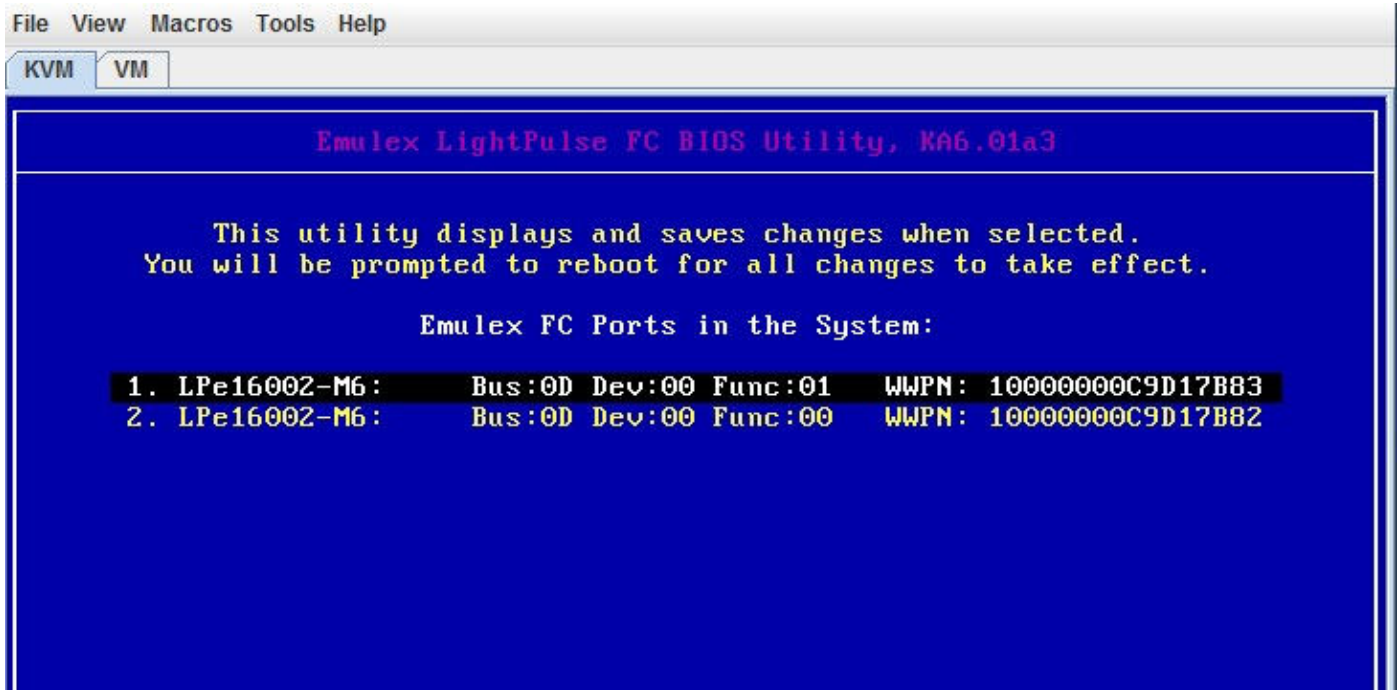 File View Macros Tools Help
KVM VM
Emulex LightPulse FC BIOS Utility, KA6.01a3
This utility displays and saves changes when selected.
You will be prompted to reboot for all changes to take effect.
Emulex FC Ports in the System:
1. LPe16002-M6: Bus:0D Dev:00 Func:01 WWPN: 10000000C9D17B83
2. LPe16002-M6: Bus:0D Dev:00 Func:00 WWPN: 10000000C9D17B82